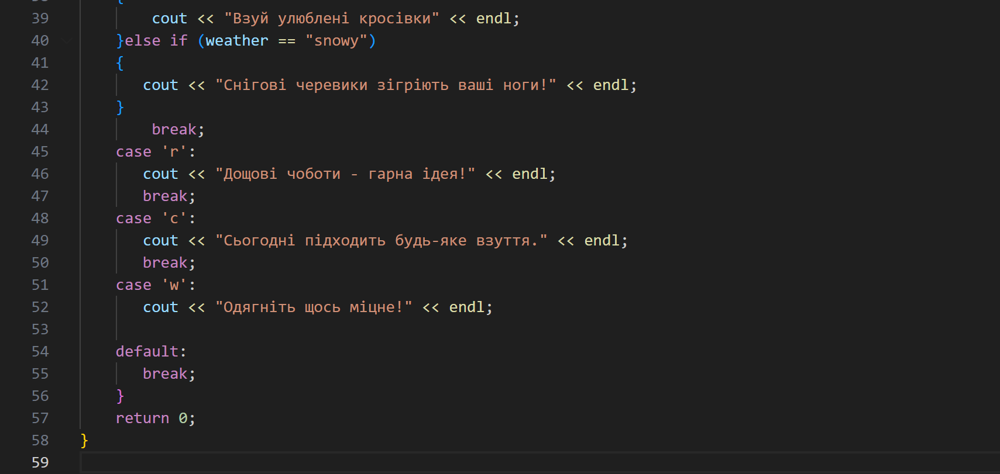 {
39 cout << "Взуй улюблені кросівки" << endl;
40 }else if (weather == "snowy")
41 {
42 cout << "Снігові черевики зігріють ваші ноги!" << endl;
43 }
44 break;
45 case 'r':
46 cout << "Дощові чоботи - гарна ідея!" << endl;
47 break;
48 case 'c':
49 cout << "Сьогодні підходить будь-яке взуття." << endl;
50 break;
51 case 'w':
52 cout << "Одягніть щось міцне!" << endl;
53
54 default:
55 break;
56 }
57 return 0;
58 }
59